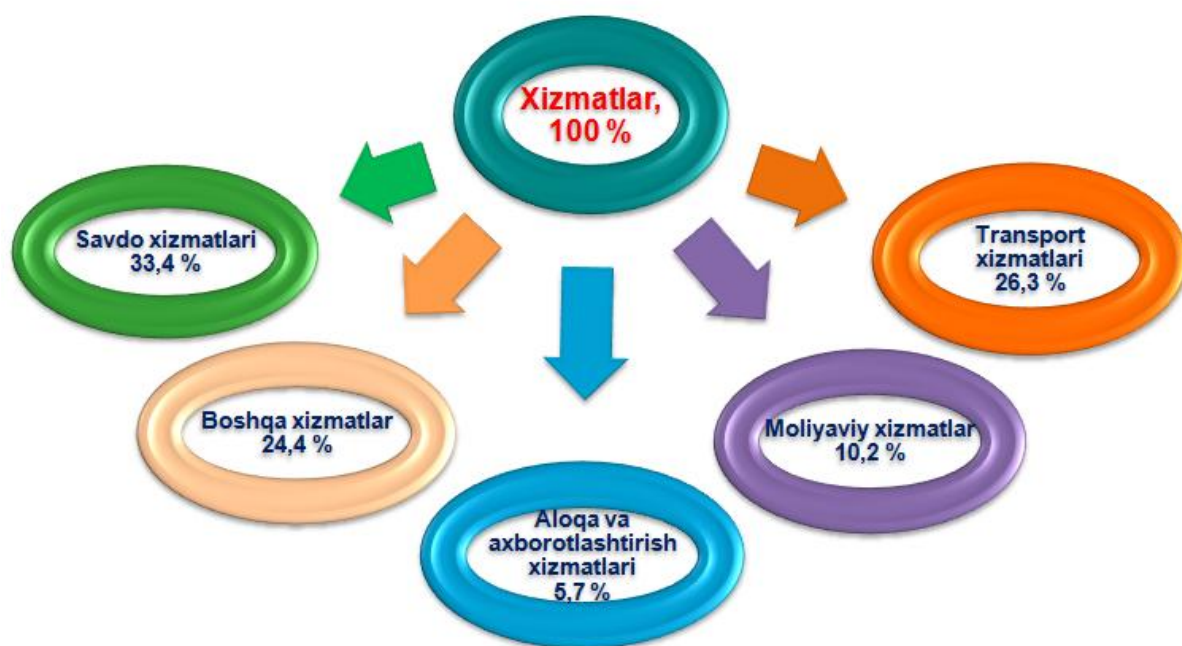 Xizmatlar,
100 %
Savdo xizmatlari
33,4 %
Transport
xizmatlari
26,3 %
Boshqa xizmatlar
24,4 %
Moliyaviy xizmatlar
10,2 %
Aloqa va
axborotlashtirish
xizmatlari
5,7 %